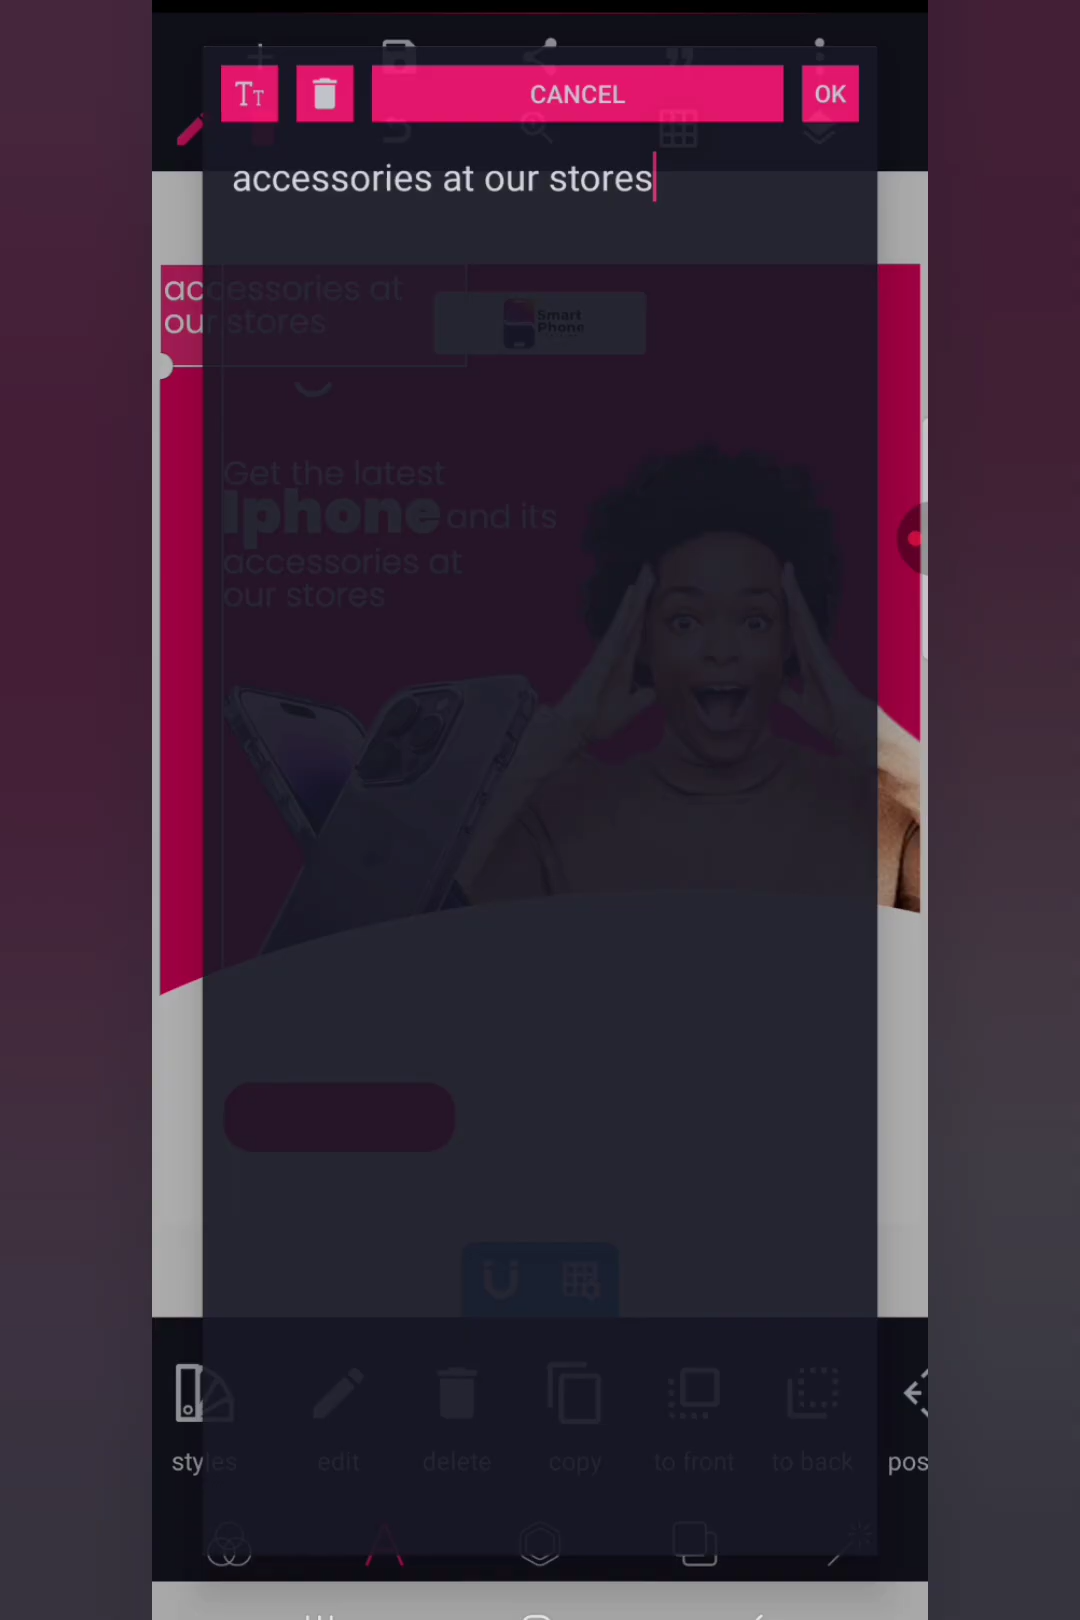 TT
CANCEL
OK
accessories at our stores
accessories at
our stores
Smart
Phone
Get the latest
Iphone and its
accessories at
our stores
styles
edit
delete
copy
to front
to back
pos